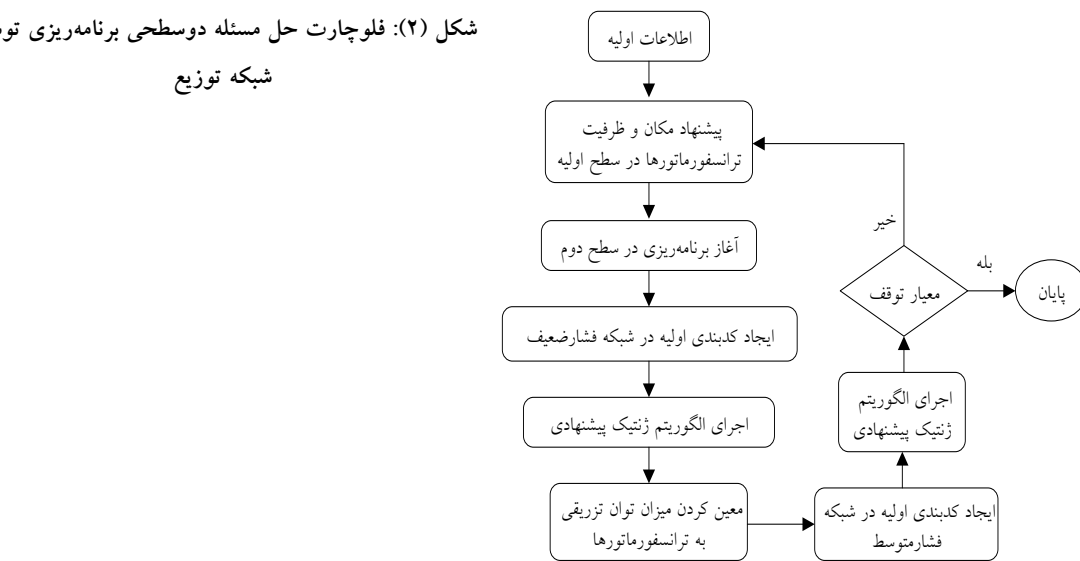 شکل (۲): فلوچارت حل مسئله دوسطحی برنامه‌ریزی
شبکه توزیع
اطلاعات اولیه
پیشنهاد مکان و ظرفیت
ترانسفورماتورها در سطح اولیه
آغاز برنامه‌ریزی در سطح دوم
ایجاد کدبندی اولیه در شبکه فشارضعیف
اجرای الگوریتم ژنتیک پیشنهادی
معین کردن میزان توان تزریقی
به ترانسفورماتورها
ایجاد کدبندی اولیه در شبکه
فشارمتوسط
اجرای الگوریتم
ژنتیک پیشنهادی
معیار توقف
خیر
بله
پایان